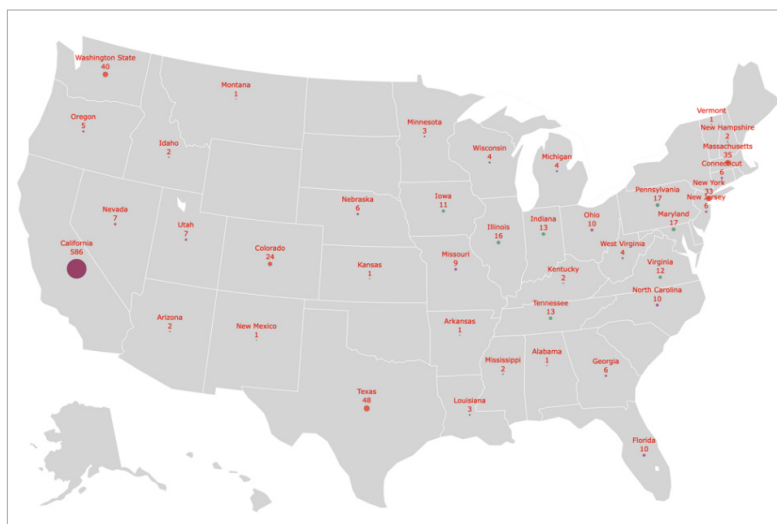 Washington State
40
Montana
1
Oregon
5
Idaho
2
Minnesota
3
Wisconsin
4
Michigan
4
Vermont
1
New Hampshire
2
Massachusetts
35
Connecticut
6
New York
33
New Jersey
6
Pennsylvania
17
Maryland
17
Nevada
7
Utah
7
California
586
Colorado
24
Nebraska
6
Iowa
11
Illinois
16
Indiana
13
Ohio
10
West Virginia
4
Virginia
12
Kansas
1
Missouri
9
Kentucky
2
North Carolina
10
Tennessee
13
Arizona
2
New Mexico
1
Arkansas
1
Mississippi
2
Alabama
1
Georgia
6
Texas
48
Louisiana
3
Florida
10